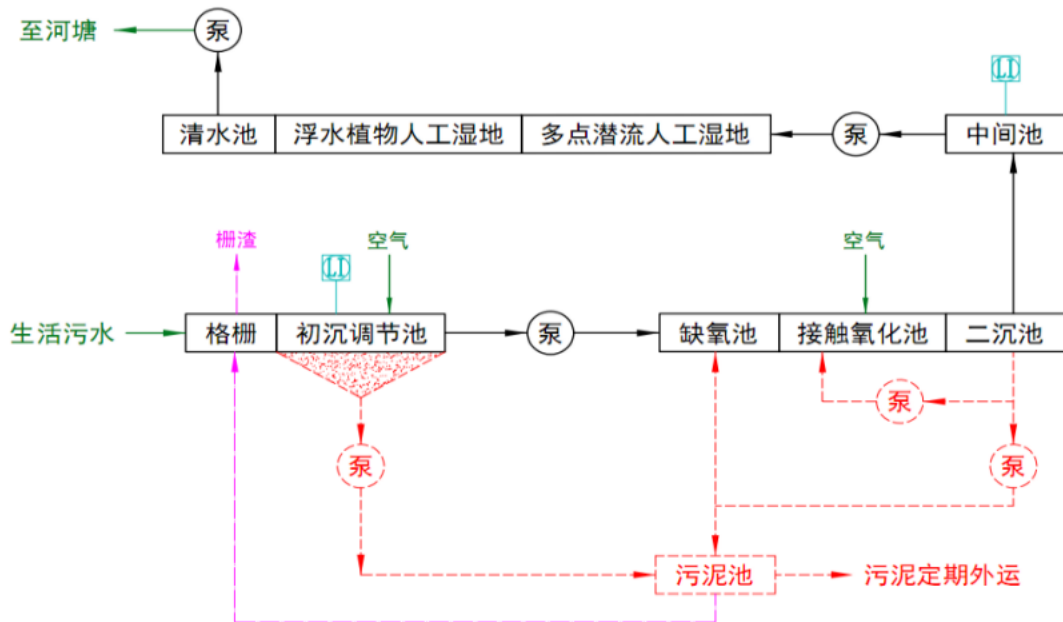 至河塘
泵
LI
清水池
浮水植物人工湿地
多点潜流人工湿地
泵
中间池
栅渣
LI
空气
空气
生活污水
格栅
初沉调节池
泵
缺氧池
接触氧化池
二沉池
泵
泵
泵
污泥池
污泥定期外运